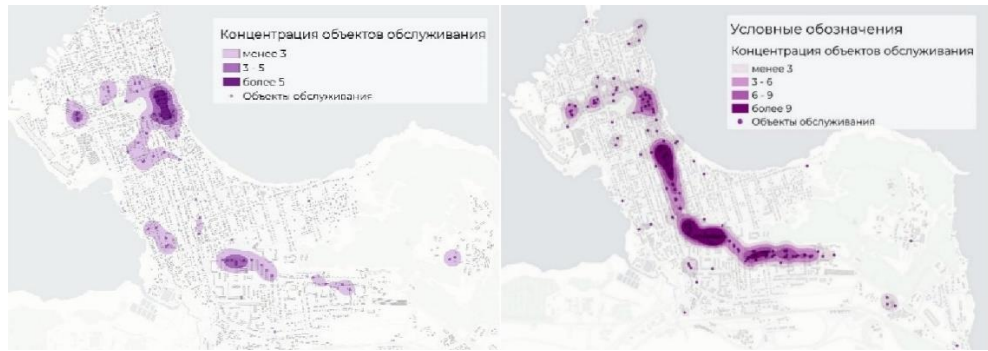 Концентрация объектов обслуживания
менее 3
3 - 5
более 5
Объекты обслуживания
Условные обозначения
Концентрация объектов обслуживания
менее 3
3 - 6
6 - 9
более 9
Объекты обслуживания